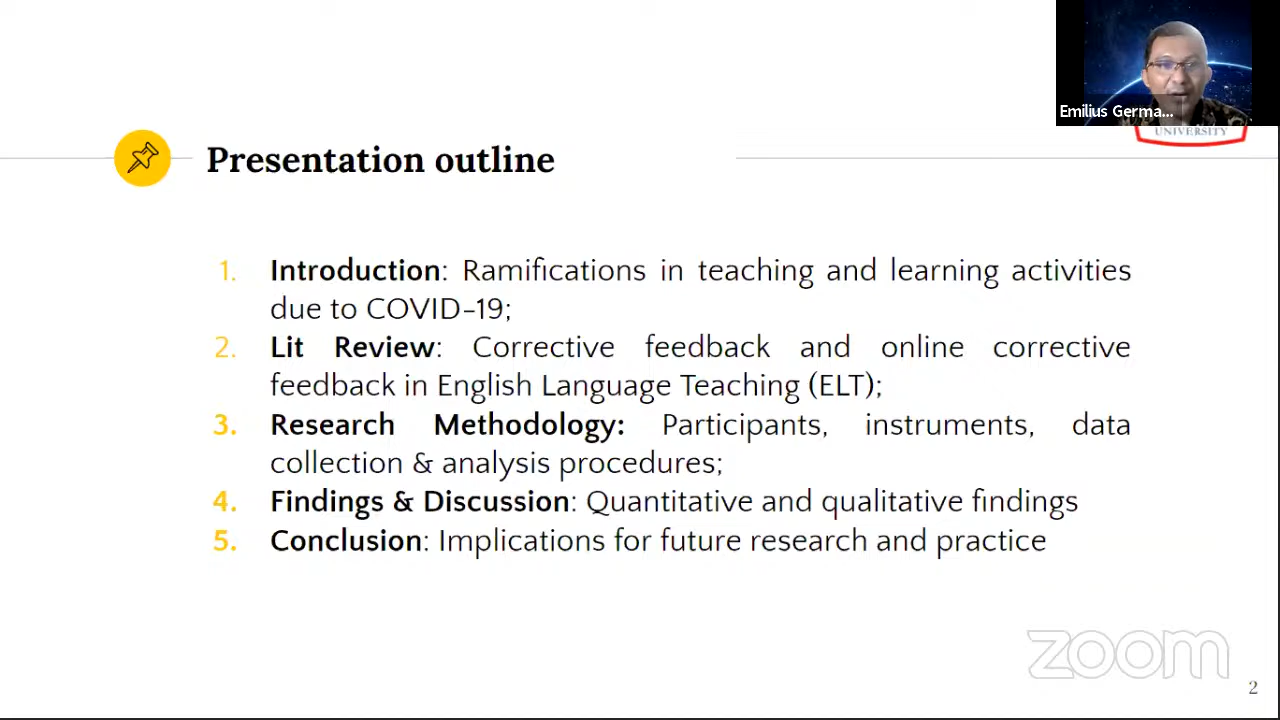 Emilius Germa...
UNIVERSITY
Presentation outline
1. Introduction: Ramifications in teaching and learning activities
due to COVID-19;
2. Lit Review: Corrective feedback and online corrective
feedback in English Language Teaching (ELT);
3. Research Methodology: Participants, instruments, data
collection & analysis procedures;
4. Findings & Discussion: Quantitative and qualitative findings
5. Conclusion: Implications for future research and practice
zoom
2